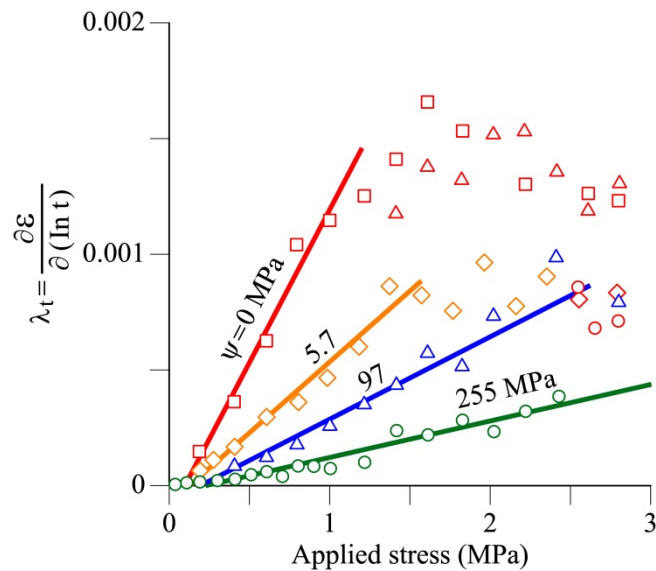 0.002
0.001
0
λt = ∂ε
∂ (ln t)
ψ=0 MPa
5.7
97
255 MPa
0
1
2
3
Applied stress (MPa)